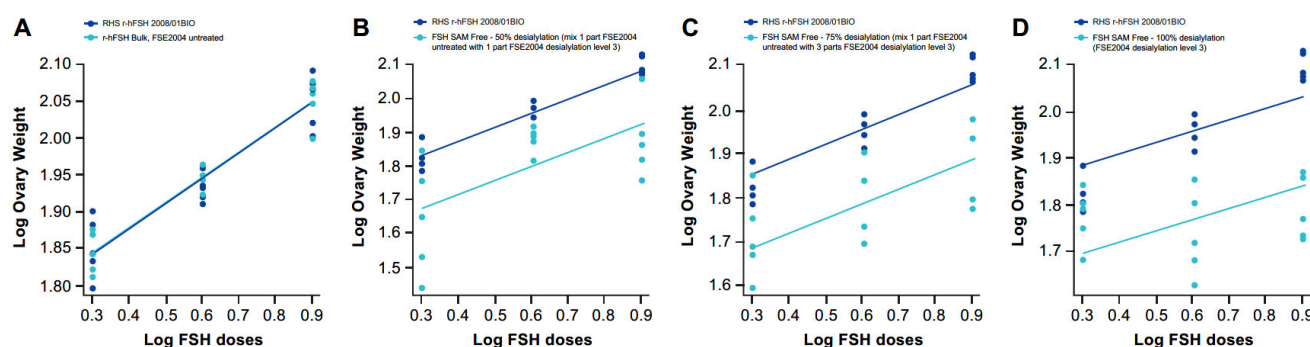 A
RHS r-hFSH 2008/01BIO
r-hFSH Bulk, FSE2004 untreated
2.10
2.05
2.00
1.95
1.90
1.85
1.80
Log Ovary Weight
0.3 0.4 0.5 0.6 0.7 0.8 0.9
Log FSH doses
B
RHS r-hFSH 2008/01BIO
FSH SAM Free - 50% desialylation (mix 1 part FSE2004
untreated with 1 part FSE2004 desialylation level 3)
2.1
2.0
1.9
1.8
1.7
1.6
1.5
Log Ovary Weight
0.3 0.4 0.5 0.6 0.7 0.8 0.9
Log FSH doses
C
RHS r-hFSH 2008/01BIO
FSH SAM Free - 75% desialylation (mix 1 part FSE2004
untreated with 3 parts FSE2004 desialylation level 3)
2.1
2.0
1.9
1.8
1.7
1.6
Log Ovary Weight
0.3 0.4 0.5 0.6 0.7 0.8 0.9
Log FSH doses
D
RHS r-hFSH 2008/01BIO
FSH SAM Free - 100% desialylation
(FSE2004 desialylation level 3)
2.1
2.0
1.9
1.8
1.7
Log Ovary Weight
0.3 0.4 0.5 0.6 0.7 0.8 0.9
Log FSH doses